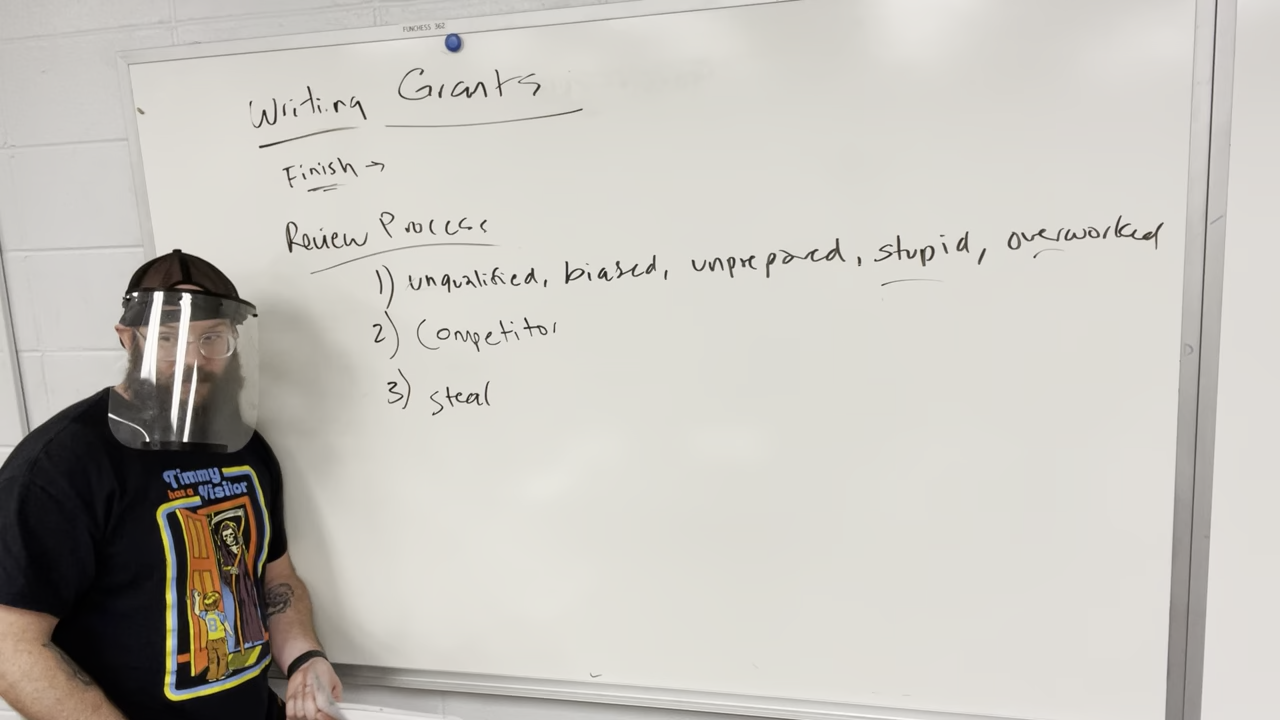 FUNCHESS 362
Writing Grants
Finish →
Review Process
1) unqualified, biased, unprepared, stupid, overworked
2) Competitor
3) steal
Timmy
has a Visitor
8